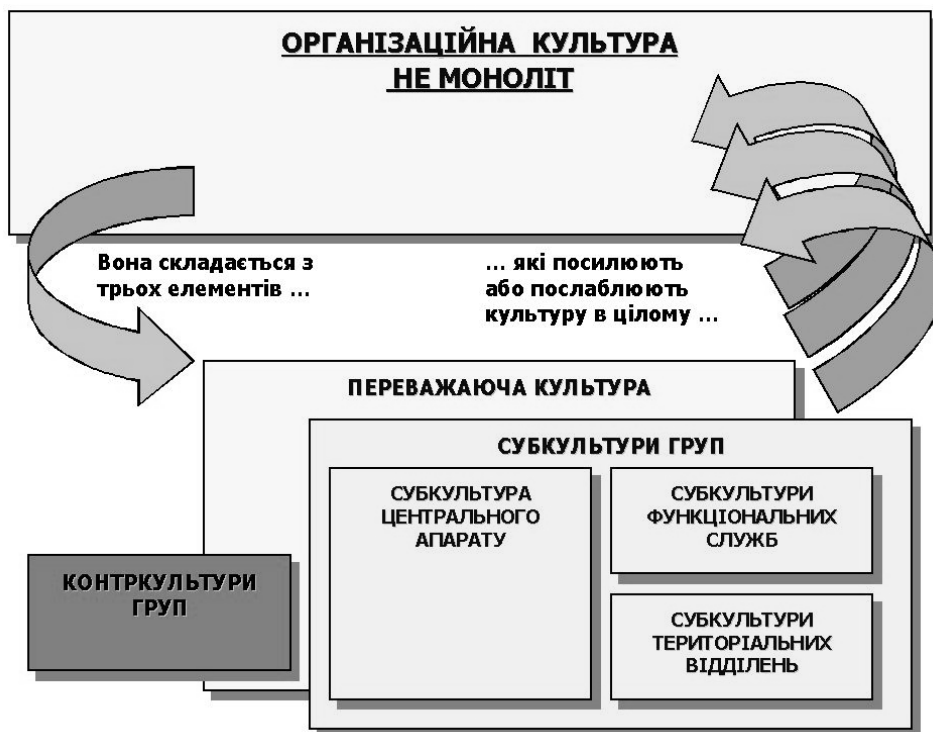 ОРГАНІЗАЦІЙНА КУЛЬТУРА
НЕ МОНОЛІТ
Вона складається з
трьох елементів ...
... які посилюють
або послаблюють
культуру в цілому ...
ПЕРЕВАЖАЮЧА КУЛЬТУРА
СУБКУЛЬТУРИ ГРУП
СУБКУЛЬТУРА
ЦЕНТРАЛЬНОГО
АПАРАТУ
СУБКУЛЬТУРИ
ФУНКЦІОНАЛЬНИХ
СЛУЖБ
КОНТРКУЛЬТУРИ
ГРУП
СУБКУЛЬТУРИ
ТЕРИТОРІАЛЬНИХ
ВІДДІЛЕНЬ